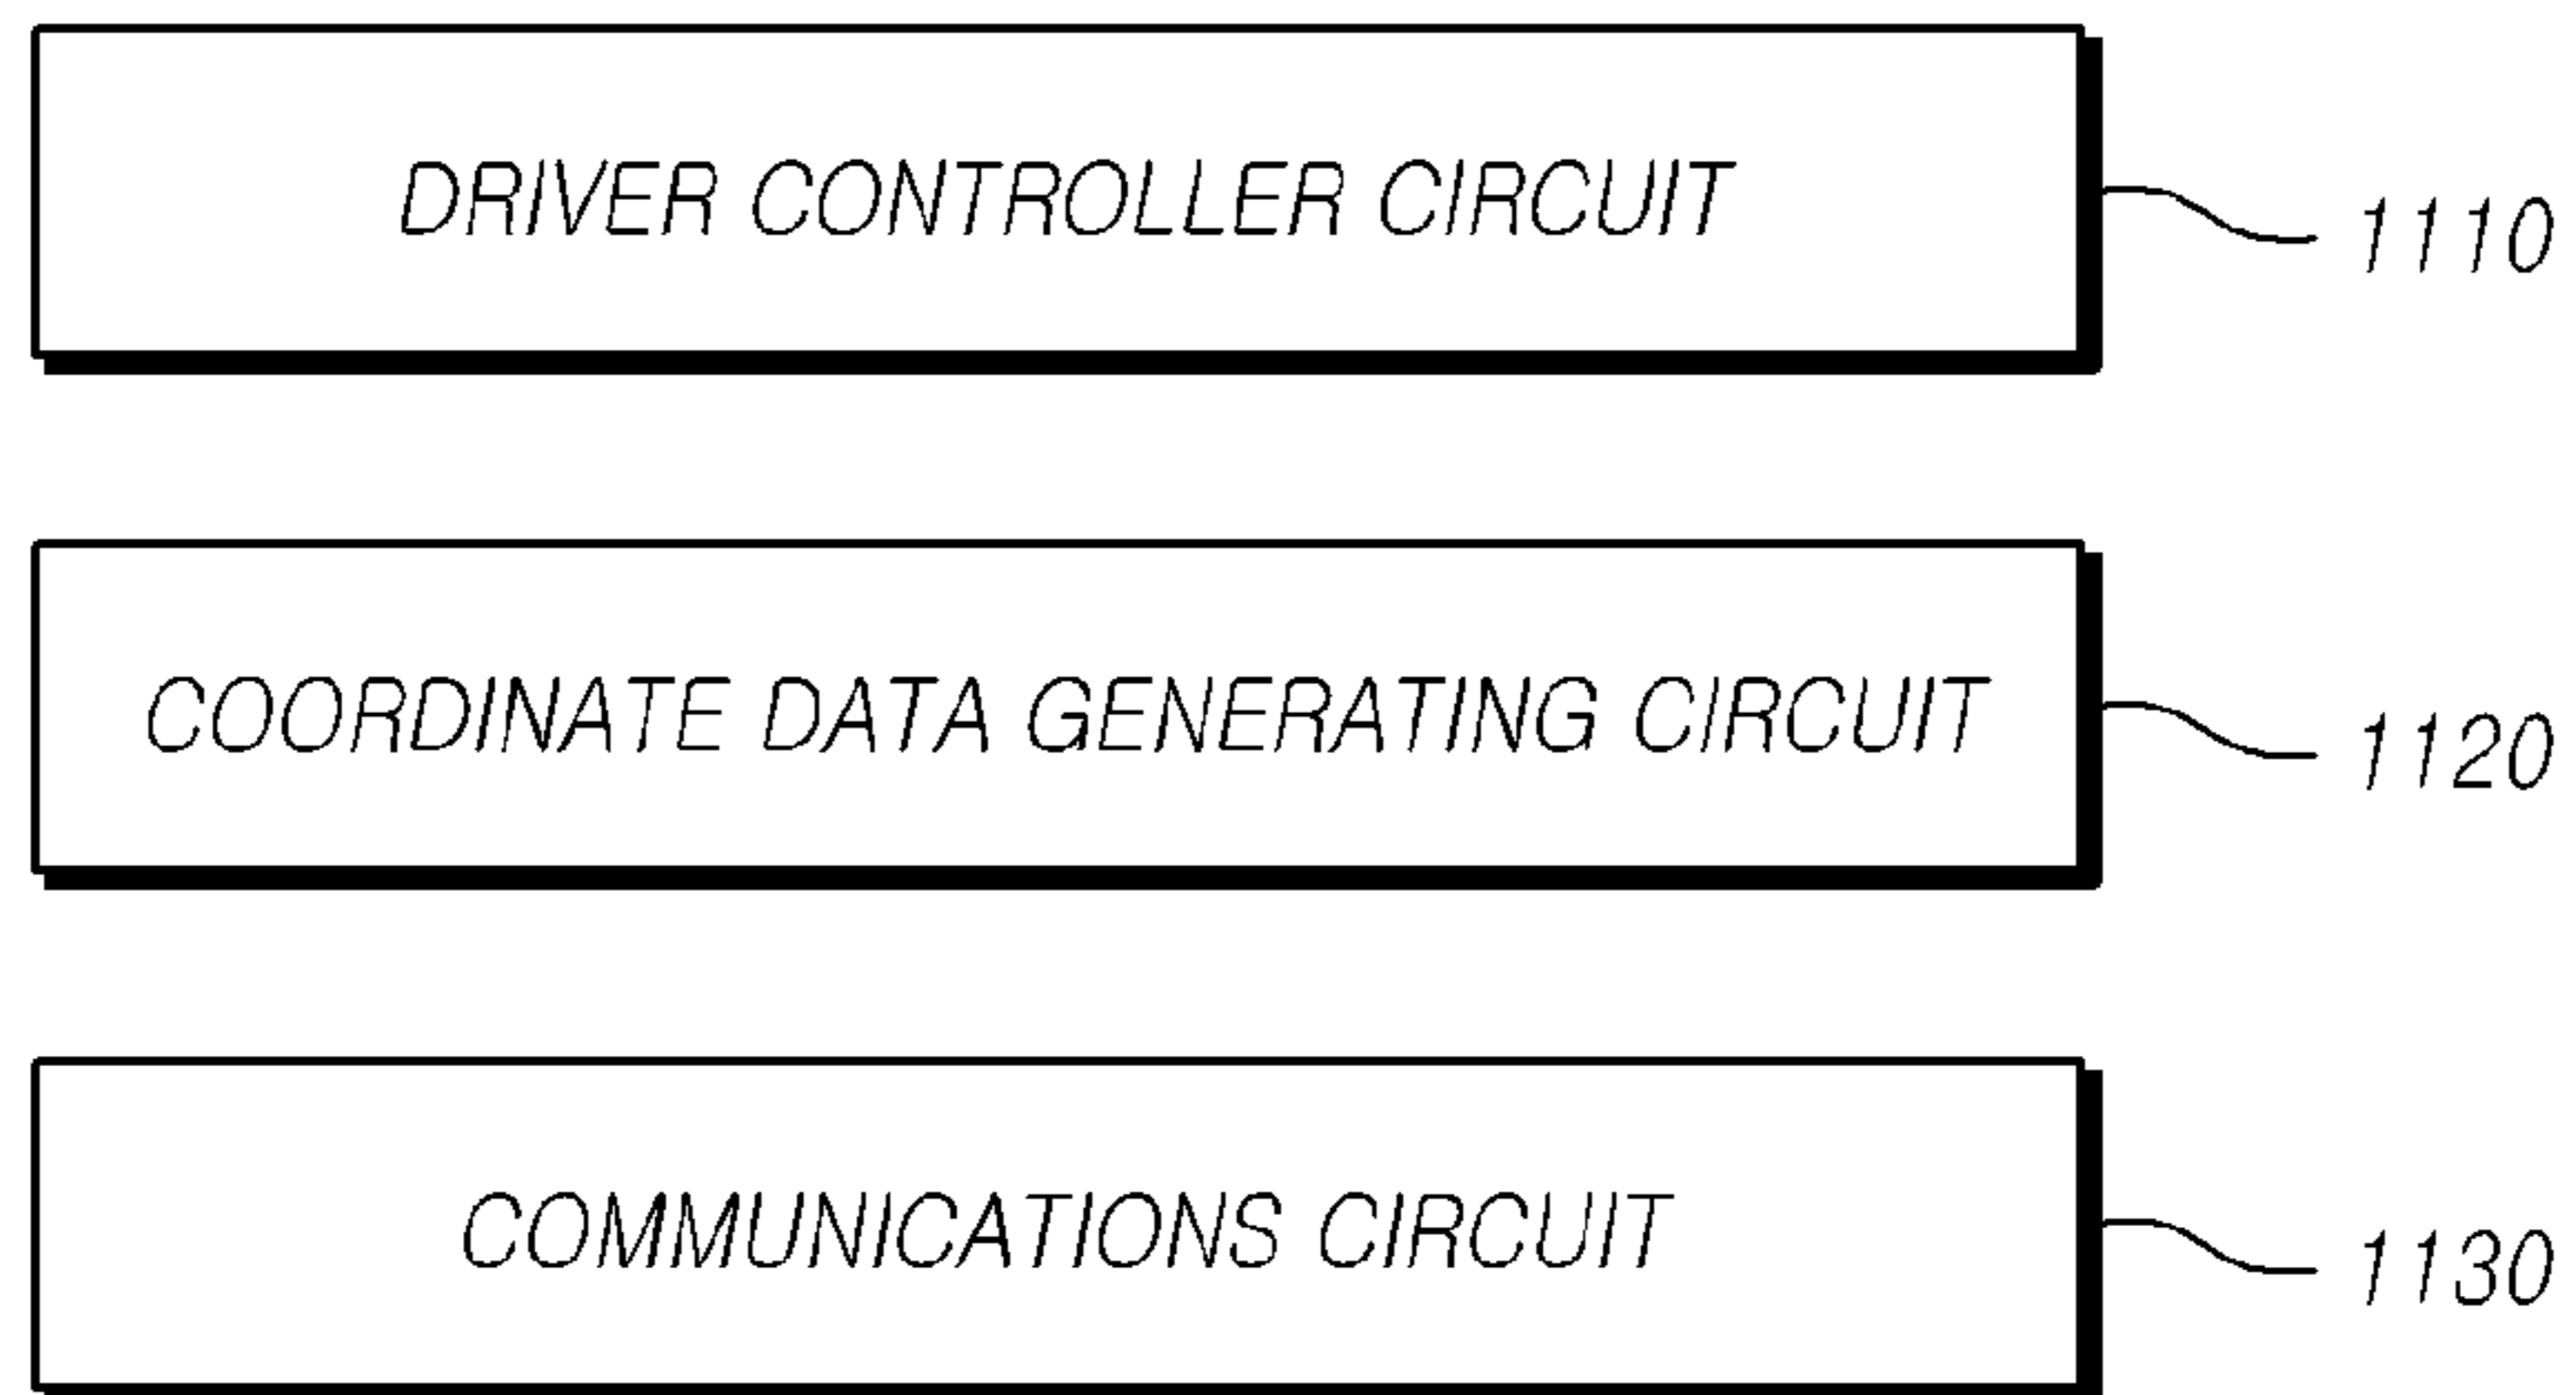 DRIVER CONTROLLER CIRCUIT
1110
COORDINATE DATA GENERATING CIRCUIT
1120
COMMUNICATIONS CIRCUIT
1130